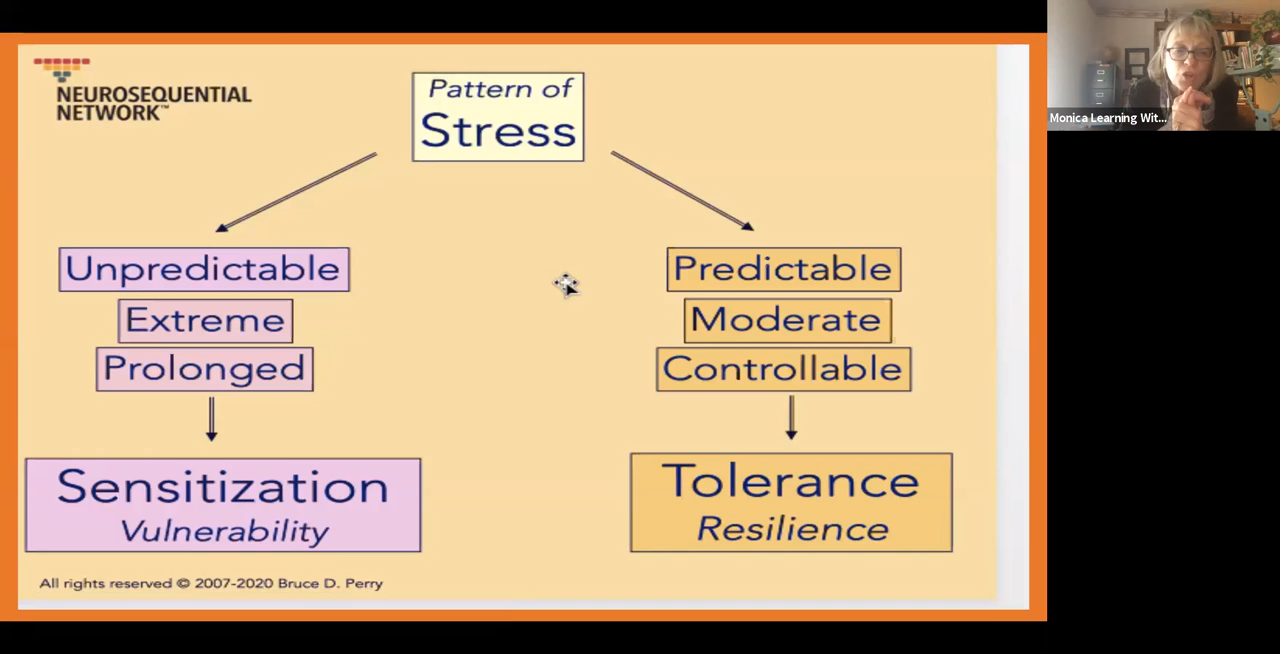 NEUROSEQUENTIAL
NETWORK™
Pattern of
Stress
Unpredictable
Extreme
Prolonged
Sensitization
Vulnerability
Predictable
Moderate
Controllable
Tolerance
Resilience
All rights reserved © 2007-2020 Bruce D. Perry
Monica Learning Wit...